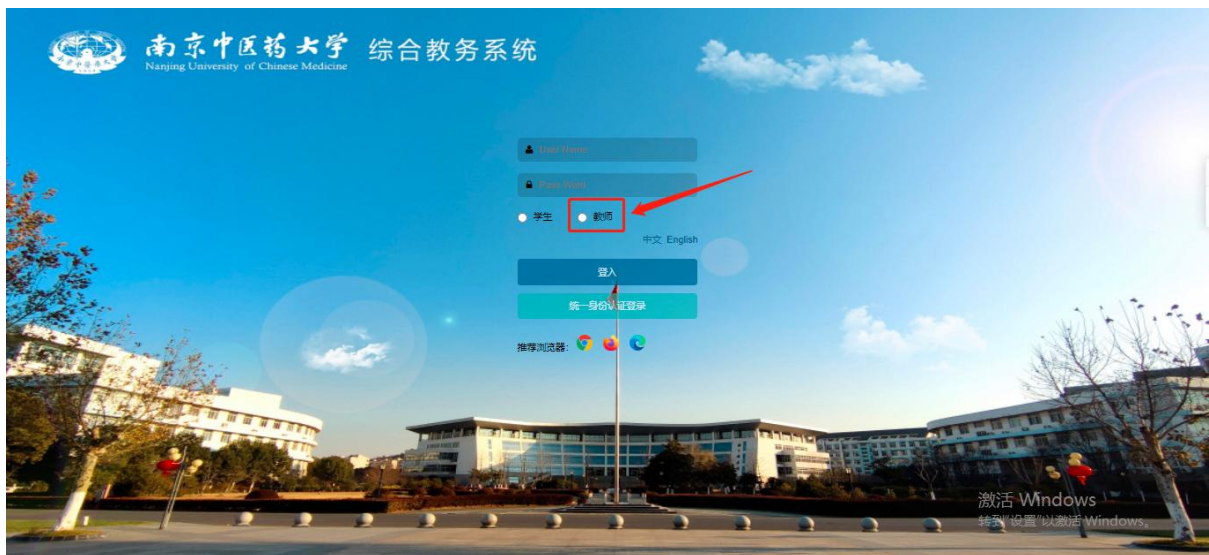 南京中医药大学 综合教务系统
Nanjing University of Chinese Medicine
User Name
Pass Word
学生 教师
中文 English
登入
统一身份认证登录
推荐浏览器:
激活 Windows
转到"设置"以激活 Windows。